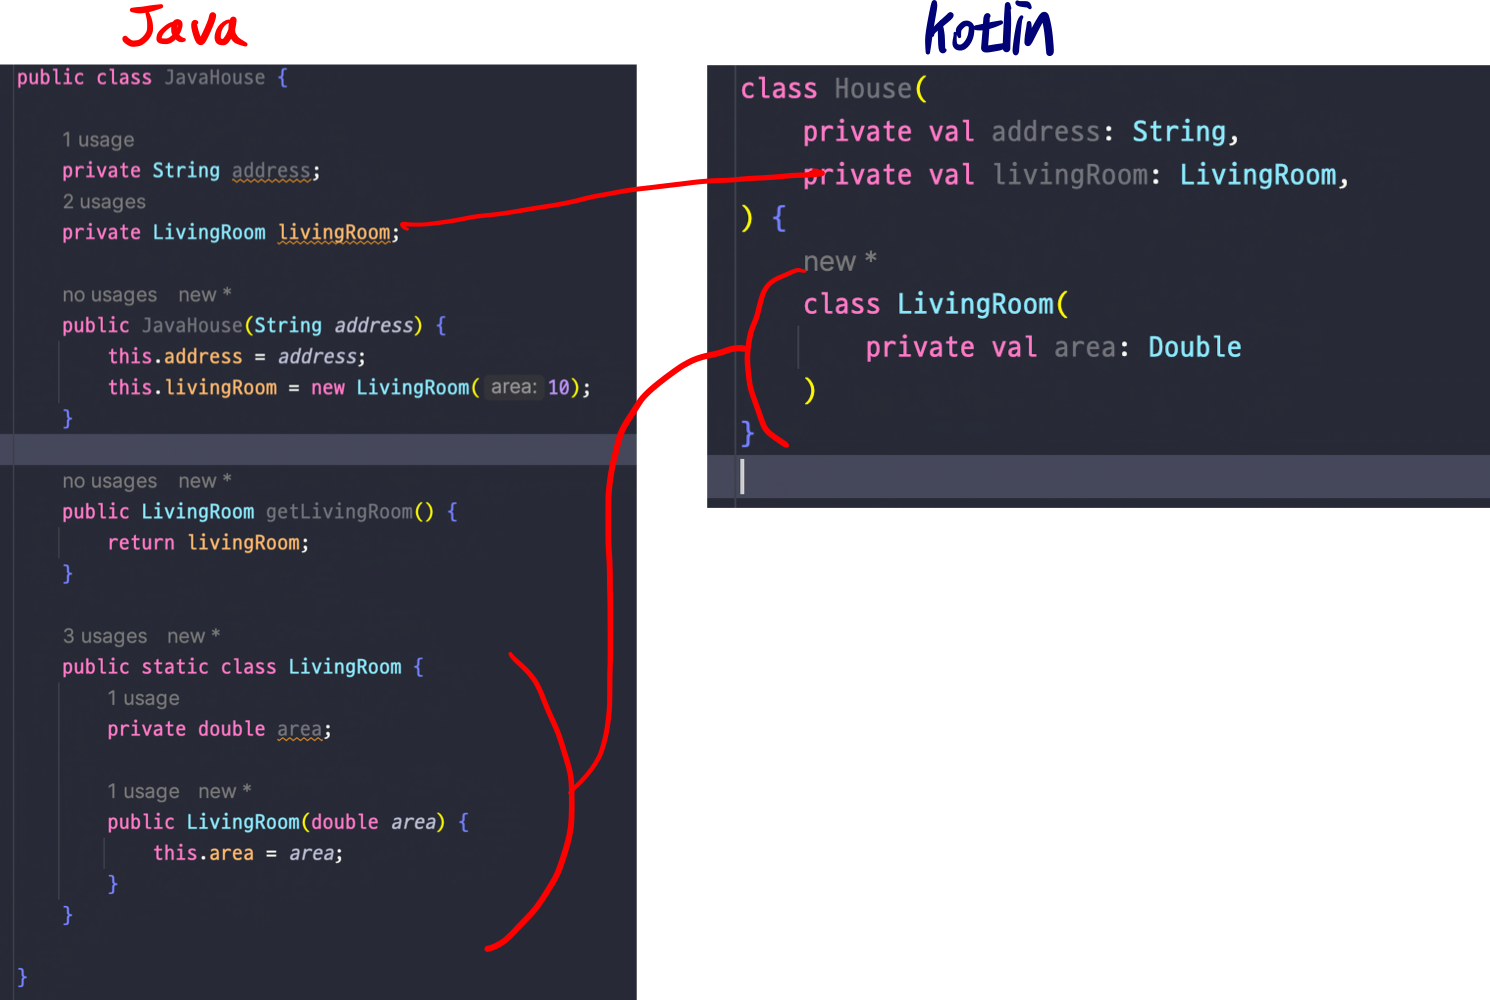 Java
public class JavaHouse {
1 usage
private String address;
2 usages
private LivingRoom livingRoom;
no usages new *
public JavaHouse(String address) {
this.address = address;
this.livingRoom = new LivingRoom( area: 10);
}
no usages new *
public LivingRoom getLivingRoom() {
return livingRoom;
}
3 usages new *
public static class LivingRoom {
1 usage
private double area;
1 usage new *
public LivingRoom(double area) {
this.area = area;
}
}
}
kotlin
class House(
private val address: String,
private val livingRoom: LivingRoom,
) {
new *
class LivingRoom(
private val area: Double
)
}